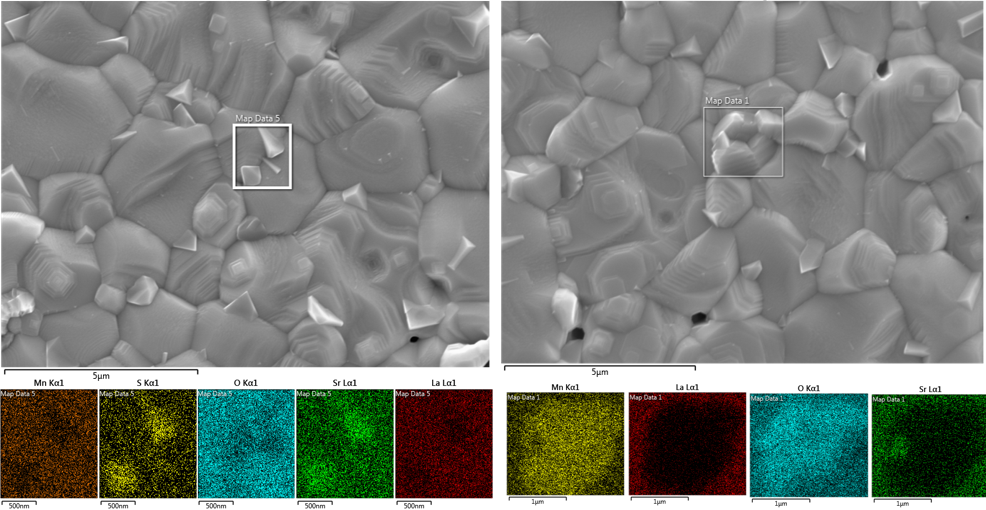 Map Data 5
Map Data 1
5μm
5μm
Mn Kα1
S Kα1
O Kα1
Sr Lα1
La Lα1
Mn Kα1
La Lα1
O Kα1
Sr Lα1
Map Data 5
Map Data 5
Map Data 5
Map Data 5
Map Data 5
Map Data 1
Map Data 1
Map Data 1
Map Data 1
500nm
500nm
500nm
500nm
500nm
1μm
1μm
1μm
1μm